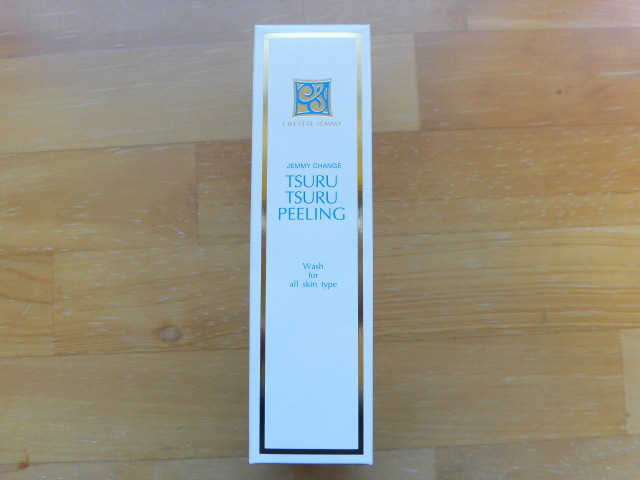 CRYSTAL JEMMY
JEMMY CHANGE
TSURU
TSURU
PEELING
Wash
for
all skin type